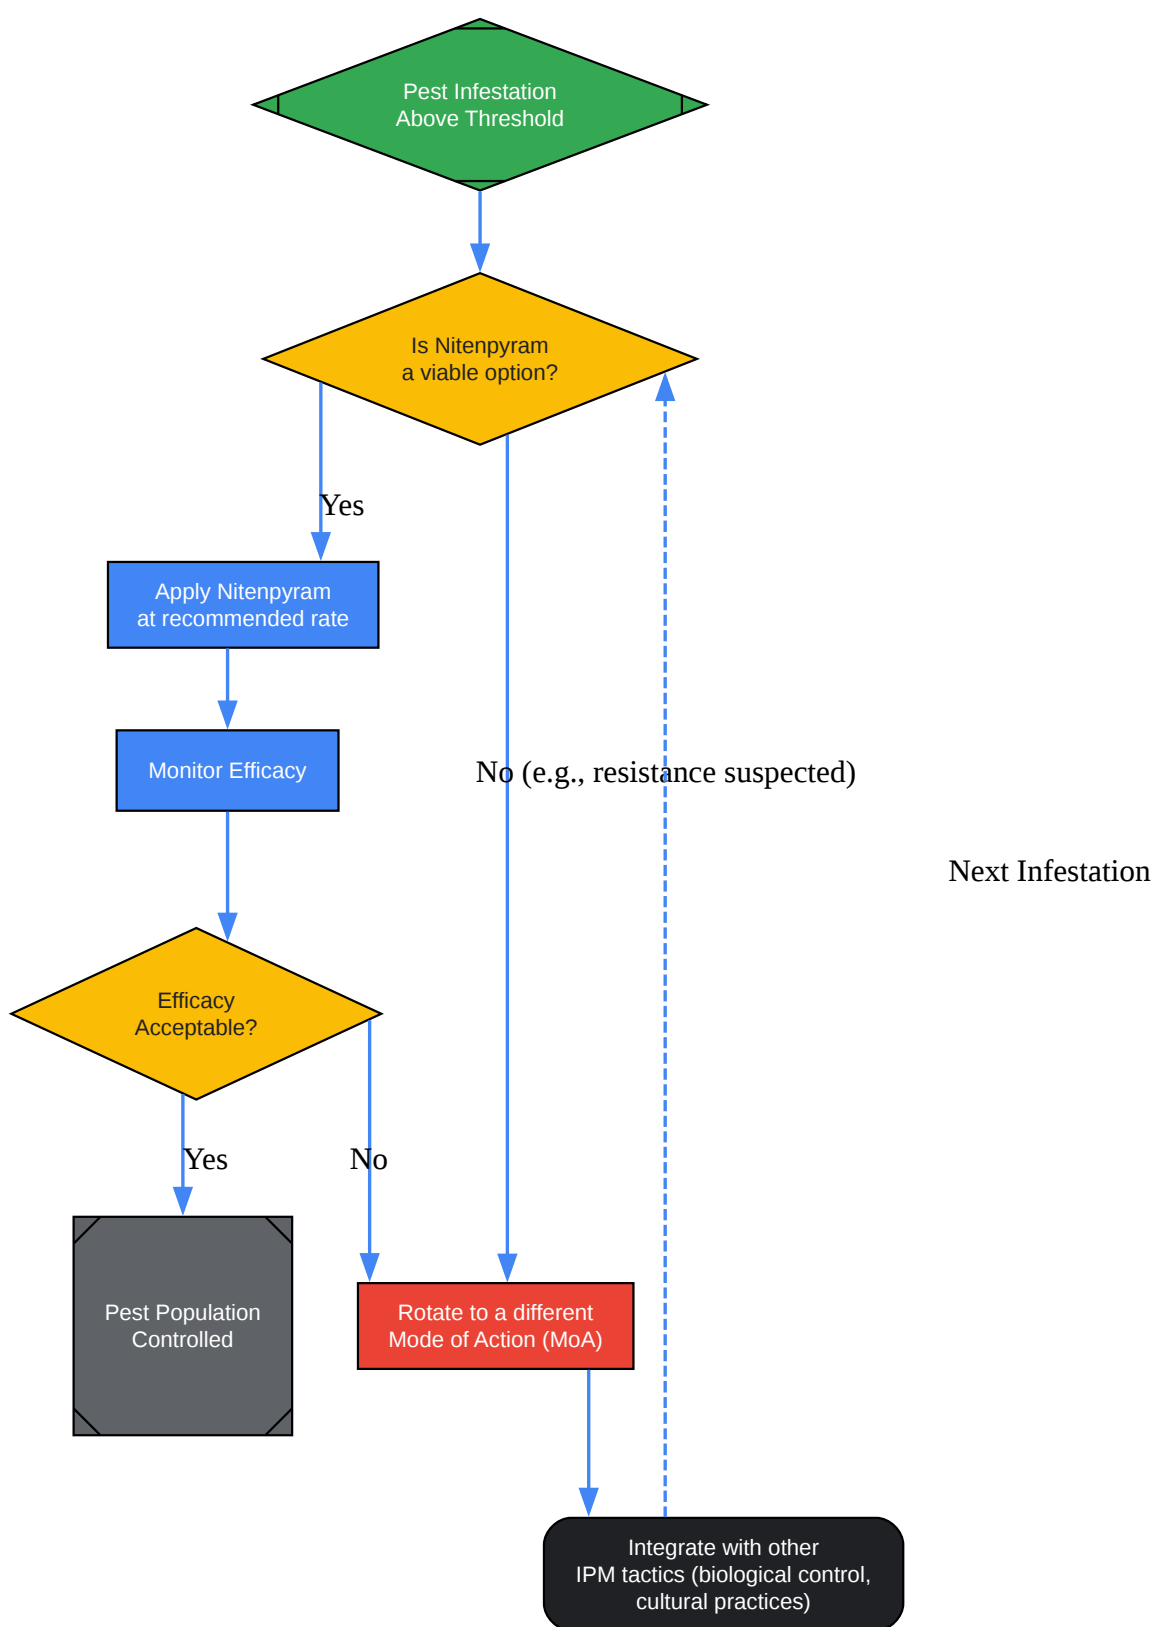 Pest Infestation
Above Threshold
Is Nitenpyram
a viable option?
Yes
Apply Nitenpyram
at recommended rate
Monitor Efficacy
No (e.g., resistance suspected)
Next Infestation
Efficacy
Acceptable?
Yes
No
Pest Population
Controlled
Rotate to a different
Mode of Action (MoA)
Integrate with other
IPM tactics (biological control,
cultural practices)